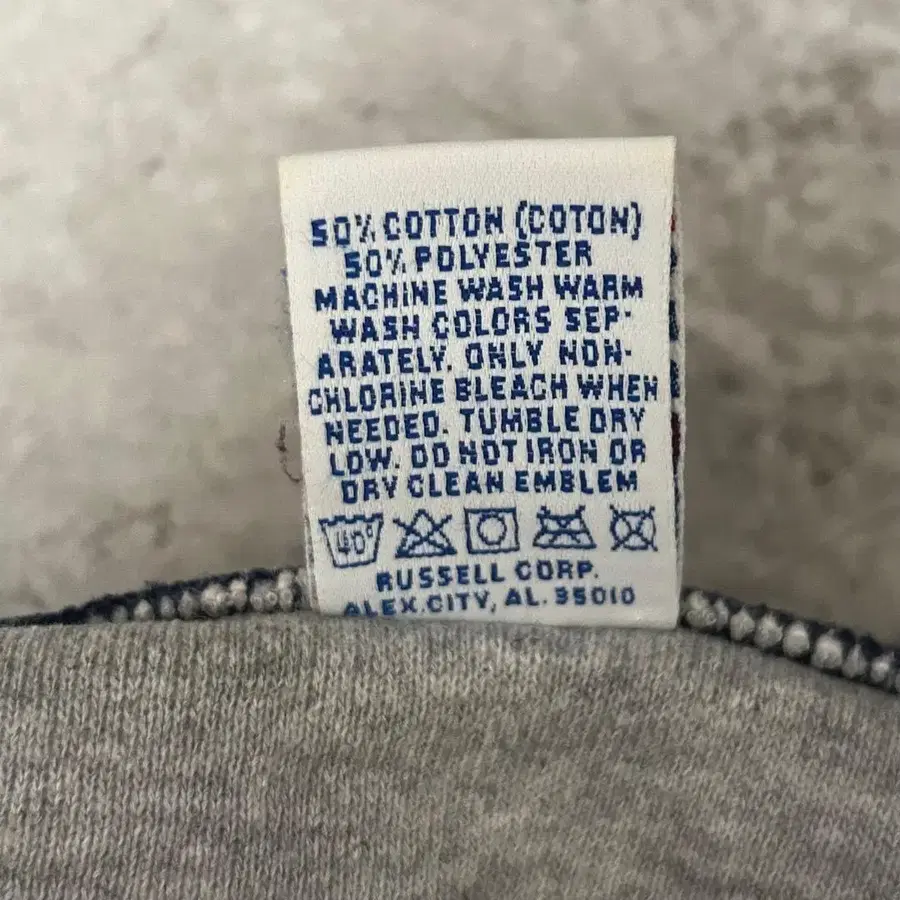 50% COTTON (COTON)
50% POLYESTER
MACHINE WASH WARM
WASH COLORS SEP-
ARATELY. ONLY NON-
CHLORINE BLEACH WHEN
NEEDED. TUMBLE DRY
LOW. DO NOT IRON OR
DRY CLEAN EMBLEM
40°
RUSSELL CORP.
ALEX.CITY, AL. 35010